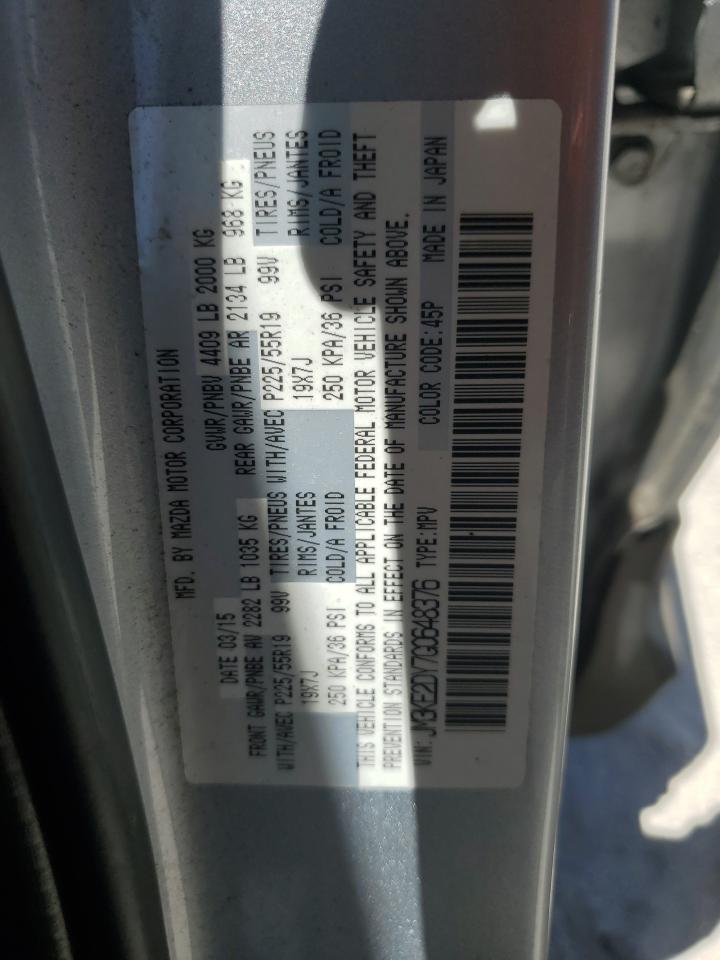 MFD. BY MAZDA MOTOR CORPORATION
DATE 03/15 GVWR/PNBV 4409 LB 2000 KG
FRONT GAWR/PNBE AV 2282 LB 1035 KG REAR GAWR/PNBE AR 2134 LB 968 KG
WITH/AVEC P225/55R19 99V TIRES/PNEUS WITH/AVEC P225/55R19 99V TIRES/PNEUS
19X7J RIMS/JANTES 19X7J RIMS/JANTES
250 KPA/36 PSI COLD/A FROID 250 KPA/36 PSI COLD/A FROID
THIS VEHICLE CONFORMS TO ALL APPLICABLE FEDERAL MOTOR VEHICLE SAFETY AND THEFT
PREVENTION STANDARDS IN EFFECT ON THE DATE OF MANUFACTURE SHOWN ABOVE.
VIN: JM3KE2DY7G0648376 TYPE:MPV COLOR CODE:45P MADE IN JAPAN